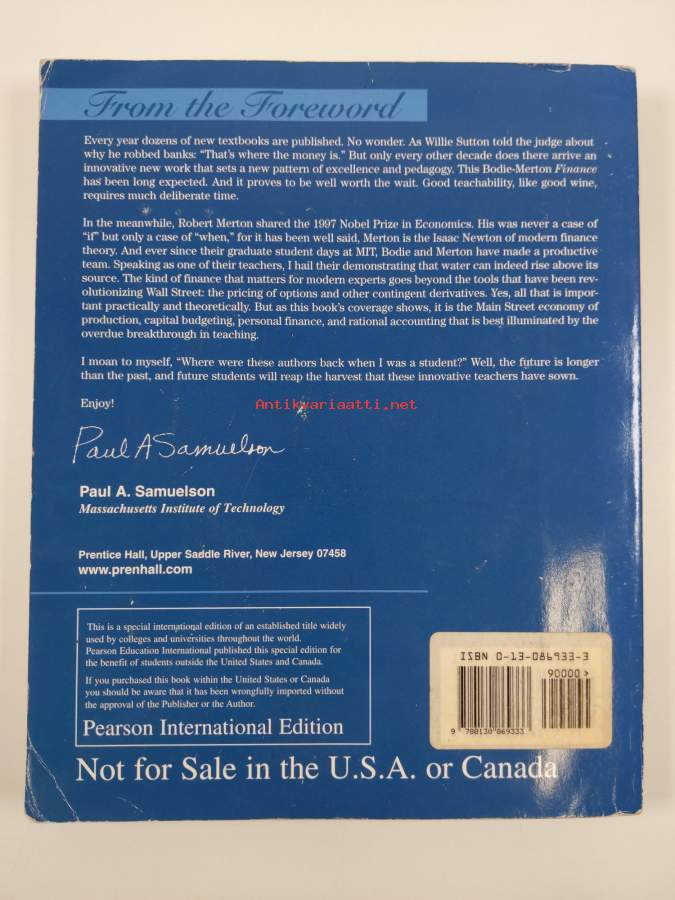 From the Foreword
Every year dozens of new textbooks are published. No wonder. As Willie Sutton told the judge about
why he robbed banks: “That’s where the money is.” But only every other decade does there arrive an
innovative new work that sets a new pattern of excellence and pedagogy. This Bodie-Merton Finance
has been long expected. And it proves to be well worth the wait. Good teachability, like good wine,
requires much deliberate time.
In the meanwhile, Robert Merton shared the 1997 Nobel Prize in Economics. His was never a case of
“if” but only a case of “when,” for it has been well said, Merton is the Isaac Newton of modern finance
theory. And ever since their graduate student days at MIT, Bodie and Merton have made a productive
team. Speaking as one of their teachers, I hail their demonstrating that water can indeed rise above its
source. The kind of finance that matters for modern experts goes beyond the tools that have been rev-
olutionizing Wall Street: the pricing of options and other contingent derivatives. Yes, all that is impor-
tant practically and theoretically. But as this book’s coverage shows, it is the Main Street economy of
production, capital budgeting, personal finance, and rational accounting that is best illuminated by the
overdue breakthrough in teaching.
I moan to myself, “Where were these authors back when I was a student?” Well, the future is longer
than the past, and future students will reap the harvest that these innovative teachers have sown.
Enjoy!
Antikvariaatti.net
Paul A Samuelson
Paul A. Samuelson
Massachusetts Institute of Technology
Prentice Hall, Upper Saddle River, New Jersey 07458
www.prenhall.com
This is a special international edition of an established title widely
used by colleges and universities throughout the world.
Pearson Education International published this special edition for
the benefit of students outside the United States and Canada.
If you purchased this book within the United States or Canada
you should be aware that it has been wrongfully imported without
the approval of the Publisher or the Author.
Pearson International Edition
ISBN 0-13-086933-3
90000>
9 780130 869333
Not for Sale in the U.S.A. or Canada